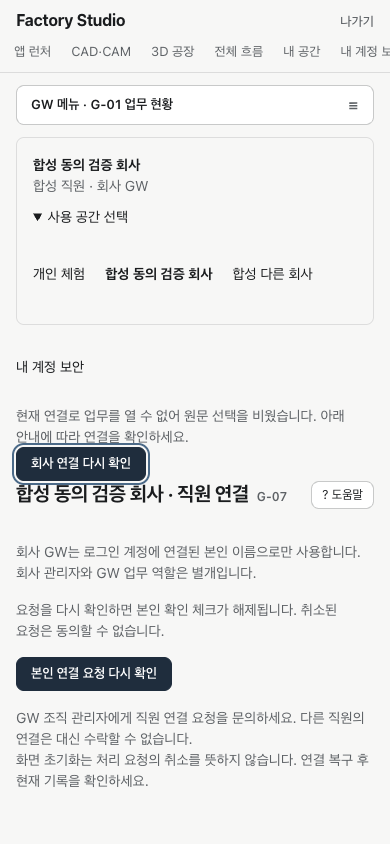 Factory Studio
나가기
앱 런처 CAD·CAM 3D 공장 전체 흐름 내 공간 내 계정
GW 메뉴 · G-01 업무 현황 ≡
합성 동의 검증 회사
합성 직원 · 회사 GW
▼ 사용 공간 선택
개인 체험 합성 동의 검증 회사 합성 다른 회사
내 계정 보안
현재 연결로 업무를 열 수 없어 원문 선택을 비웠습니다. 아래
안내에 따라 연결을 확인하세요.
회사 연결 다시 확인
합성 동의 검증 회사 · 직원 연결 G-07 ? 도움말
회사 GW는 로그인 계정에 연결된 본인 이름으로만 사용합니다.
회사 관리자와 GW 업무 역할은 별개입니다.
요청을 다시 확인하면 본인 확인 체크가 해제됩니다. 취소된
요청은 동의할 수 없습니다.
본인 연결 요청 다시 확인
GW 조직 관리자에게 직원 연결 요청을 문의하세요. 다른 직원의
연결은 대신 수락할 수 없습니다.
화면 초기화는 처리 요청의 취소를 뜻하지 않습니다. 연결 복구 후
현재 기록을 확인하세요.